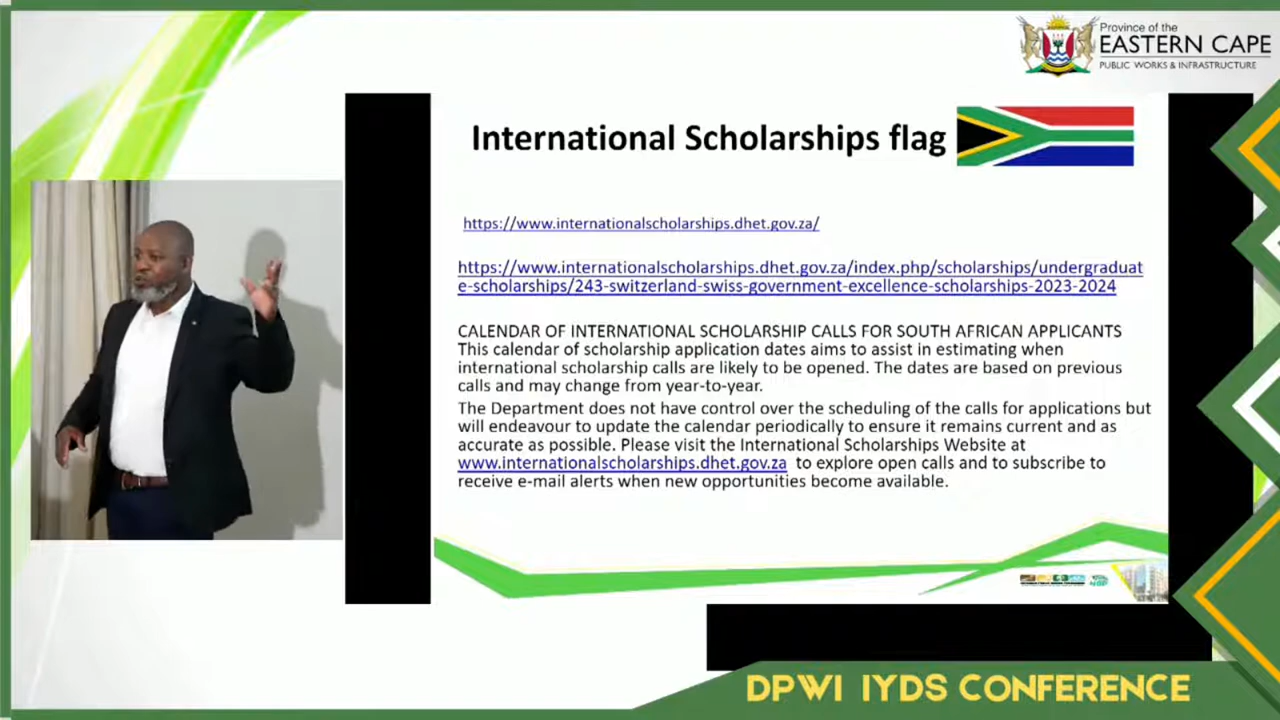 Province of the
EASTERN CAPE
PUBLIC WORKS & INFRASTRUCTURE
International Scholarships flag
https://www.internationalscholarships.dhet.gov.za/
https://www.internationalscholarships.dhet.gov.za/index.php/scholarships/undergraduat
e-scholarships/243-switzerland-swiss-government-excellence-scholarships-2023-2024
CALENDAR OF INTERNATIONAL SCHOLARSHIP CALLS FOR SOUTH AFRICAN APPLICANTS
This calendar of scholarship application dates aims to assist in estimating when
international scholarship calls are likely to be opened. The dates are based on previous
calls and may change from year-to-year.
The Department does not have control over the scheduling of the calls for applications but
will endeavour to update the calendar periodically to ensure it remains current and as
accurate as possible. Please visit the International Scholarships Website at
www.internationalscholarships.dhet.gov.za to explore open calls and to subscribe to
receive e-mail alerts when new opportunities become available.
DPWI IYDS CONFERENCE